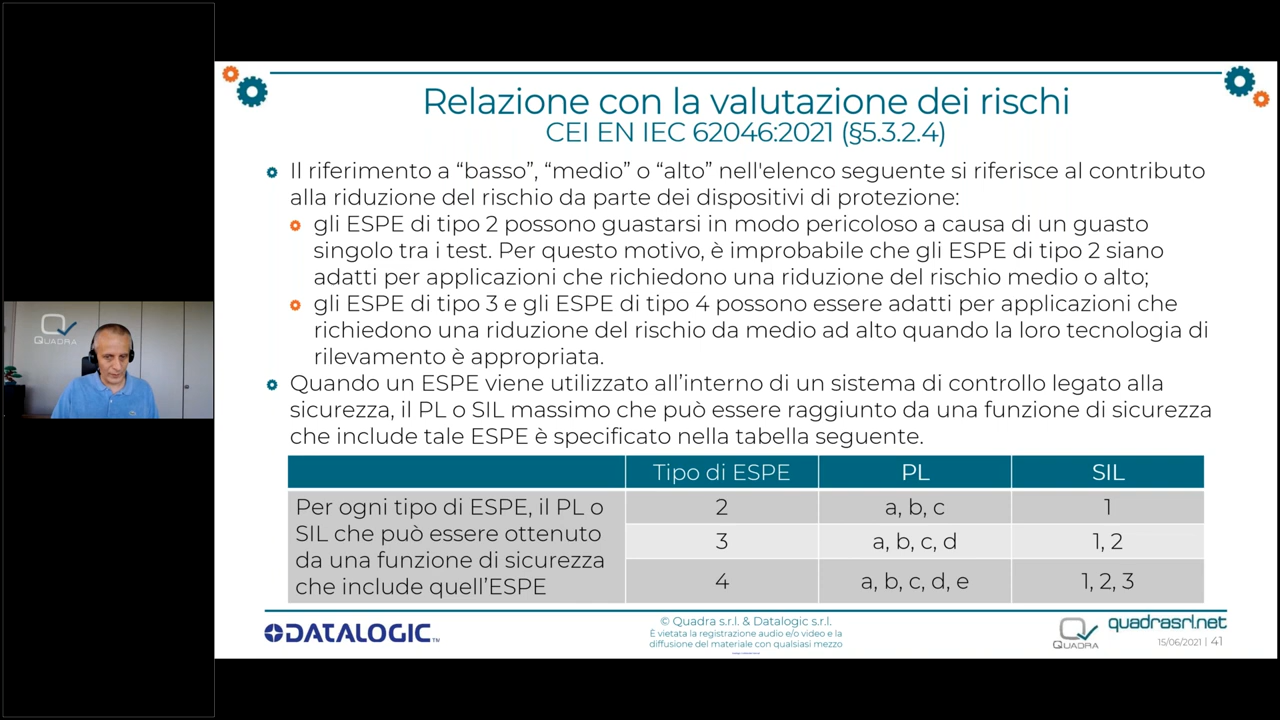 Relazione con la valutazione dei rischi
CEI EN IEC 62046:2021 (§5.3.2.4)
Il riferimento a “basso”, “medio” o “alto” nell'elenco seguente si riferisce al contributo
alla riduzione del rischio da parte dei dispositivi di protezione:
gli ESPE di tipo 2 possono guastarsi in modo pericoloso a causa di un guasto
singolo tra i test. Per questo motivo, è improbabile che gli ESPE di tipo 2 siano
adatti per applicazioni che richiedono una riduzione del rischio medio o alto;
gli ESPE di tipo 3 e gli ESPE di tipo 4 possono essere adatti per applicazioni che
richiedono una riduzione del rischio da medio ad alto quando la loro tecnologia di
rilevamento è appropriata.
Quando un ESPE viene utilizzato all’interno di un sistema di controllo legato alla
sicurezza, il PL o SIL massimo che può essere raggiunto da una funzione di sicurezza
che include tale ESPE è specificato nella tabella seguente.
Tipo di ESPE PL SIL
Per ogni tipo di ESPE, il PL o
SIL che può essere ottenuto
da una funzione di sicurezza
che include quell’ESPE
2 a, b, c 1
3 a, b, c, d 1, 2
4 a, b, c, d, e 1, 2, 3
DATALOGIC™
© Quadra s.r.l. & Datalogic s.r.l.
È vietata la registrazione audio e/o video e la
diffusione del materiale con qualsiasi mezzo
QUADRA
quadrasrl.net
15/06/2021 | 41
QUADRA